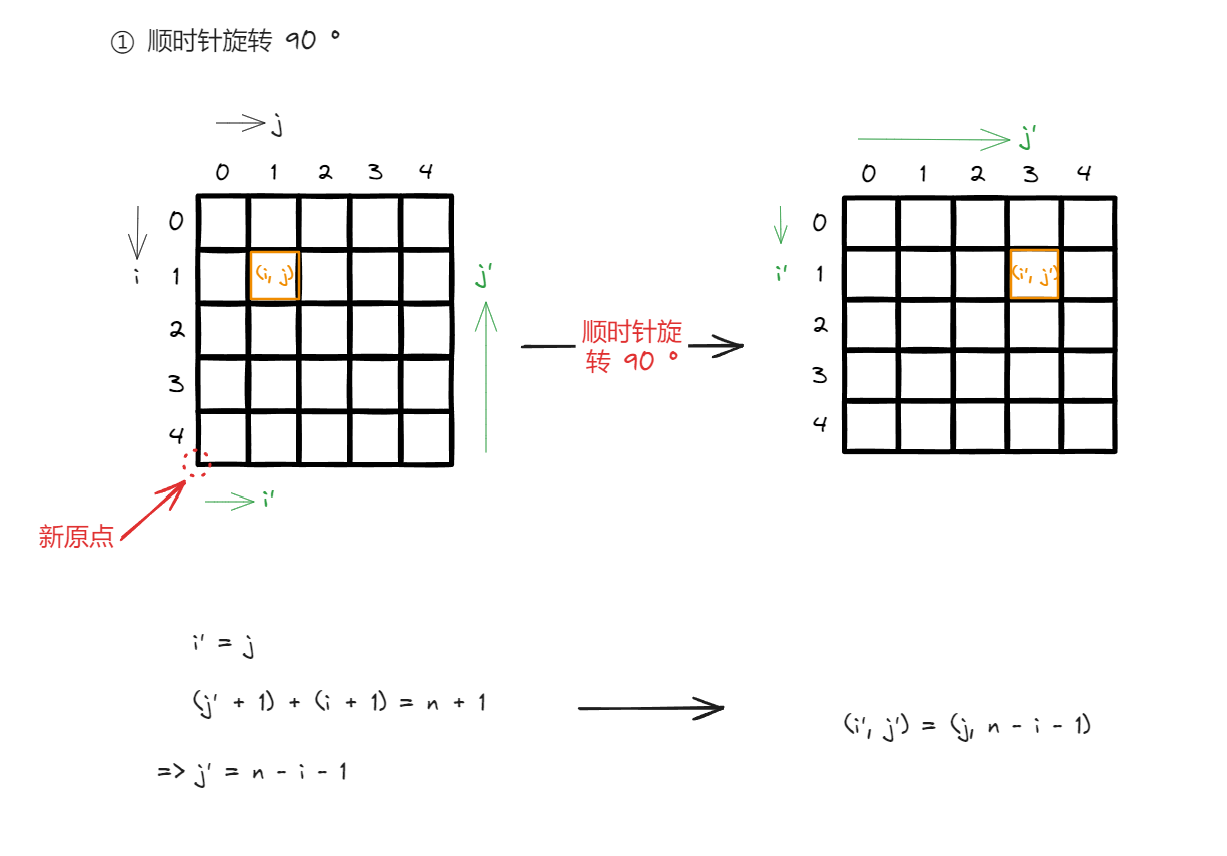 ① 顺时针旋转 90 °
j
j'
0 1 2 3 4
0 1 2 3 4
0
0
i 1 (i, j)
j'
i' 1 (i', j')
2
2
顺时针旋
转 90 °
3
3
4
4
i'
新原点
i' = j
(j' + 1) + (i + 1) = n + 1
(i', j') = (j, n - i - 1)
=> j' = n - i - 1